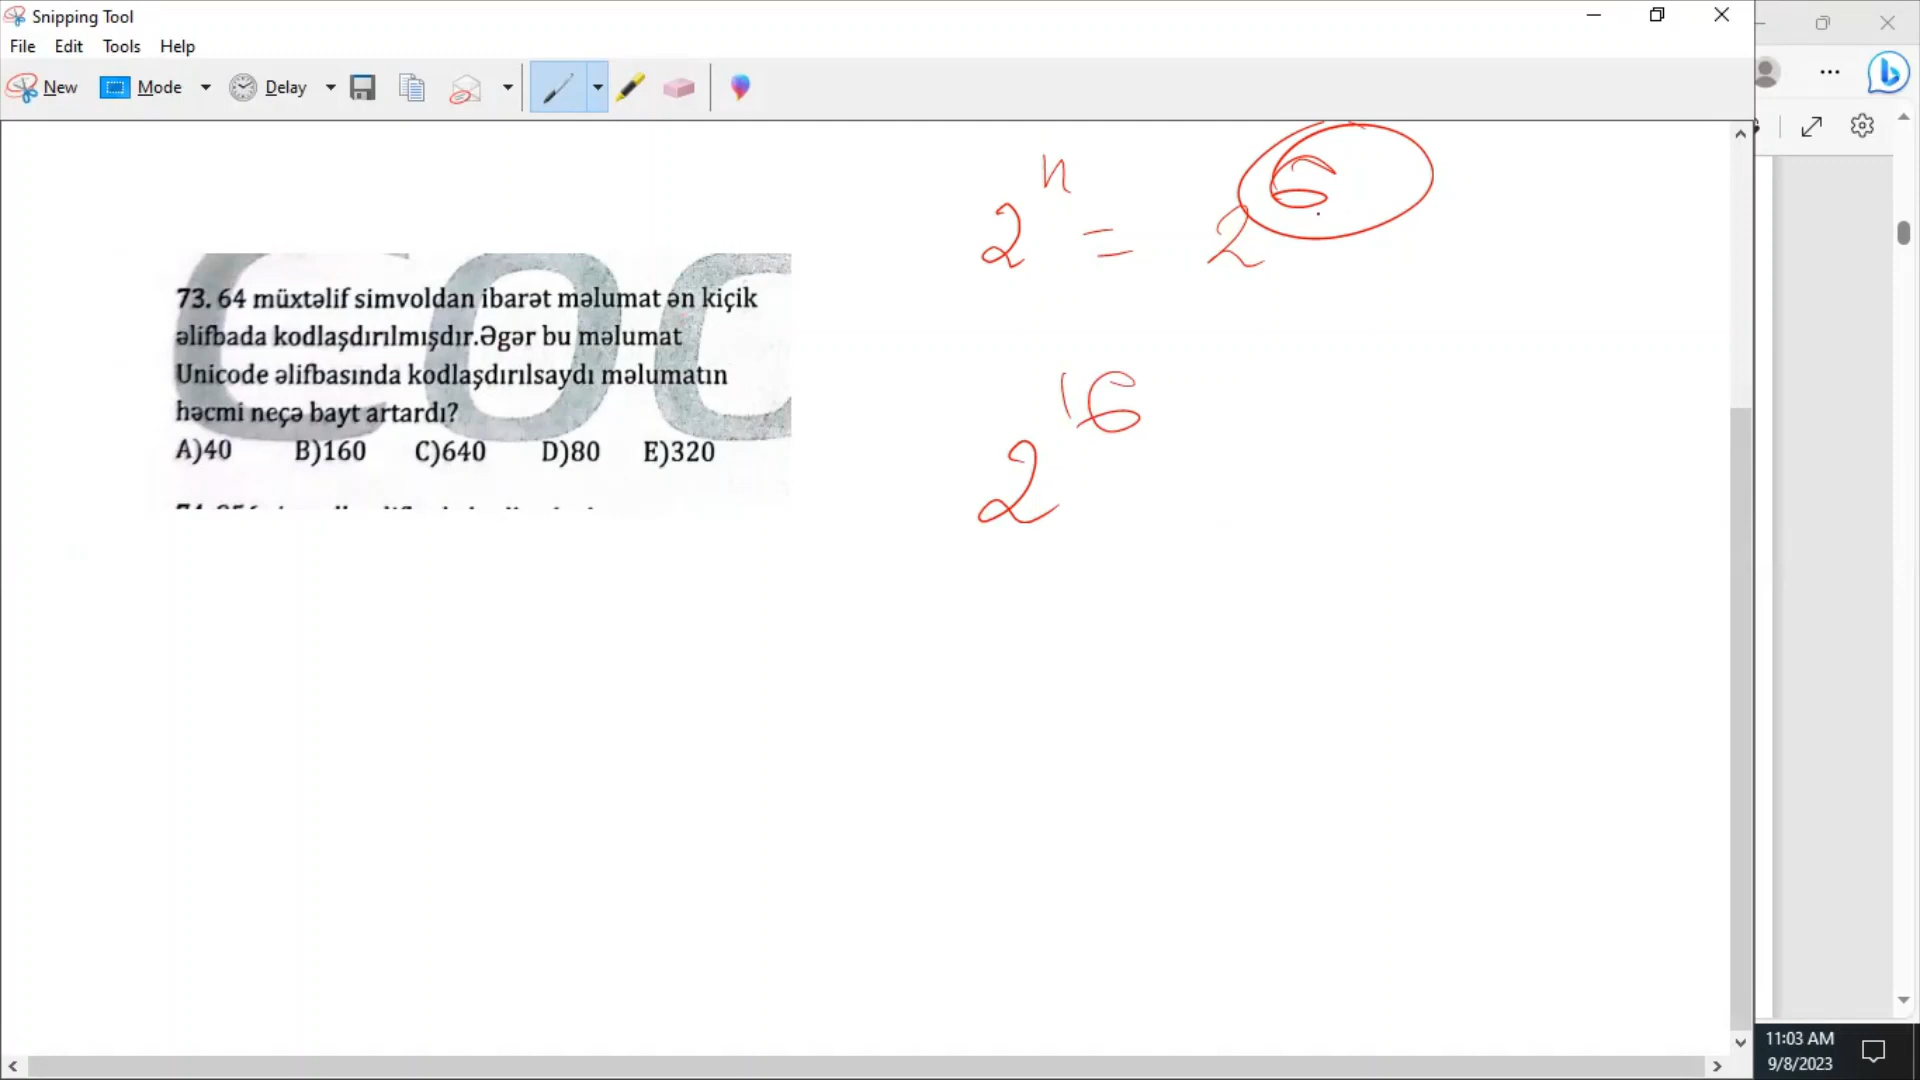 Snipping Tool
File Edit Tools Help
New Mode Delay
2ⁿ = 2⁶
73. 64 müxtəlif simvoldan ibarət məlumat ən kiçik
əlifbada kodlaşdırılmışdır.Əgər bu məlumat
Unicode əlifbasında kodlaşdırılsaydı məlumatın
həcmi neçə bayt artardı?
A)40 B)160 C)640 D)80 E)320
2¹⁶
11:03 AM
9/8/2023